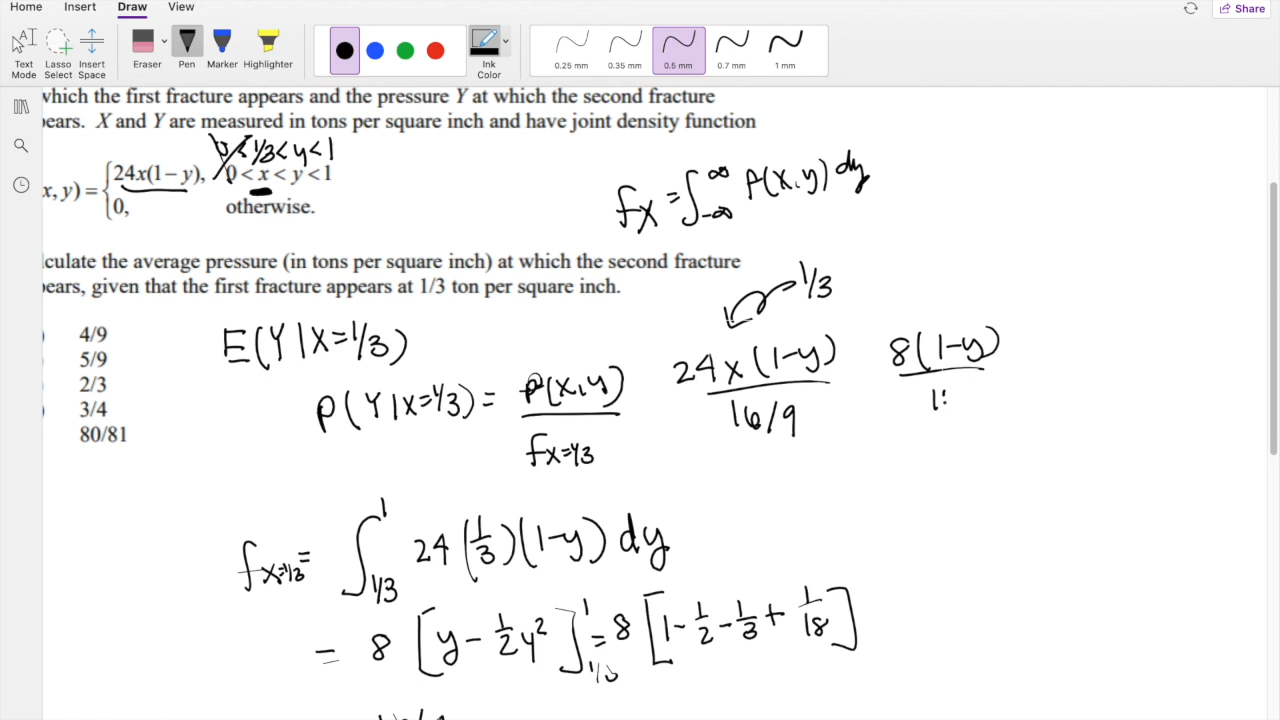 Home Insert Draw View Share
Text Mode Lasso Select Insert Space Eraser Pen Marker Highlighter Ink Color 0.25 mm 0.35 mm 0.5 mm 0.7 mm 1 mm
which the first fracture appears and the pressure Y at which the second fracture
ears. X and Y are measured in tons per square inch and have joint density function
1/3 < y < 1
x, y) = { 24x(1−y), 0 < x < y < 1
0, otherwise.
fx = ∫_{-∞}^{∞} P(x,y) dy
lculate the average pressure (in tons per square inch) at which the second fracture
ears, given that the first fracture appears at 1/3 ton per square inch.
1/3
4/9
5/9
2/3
3/4
80/81
E(Y|X=1/3)
P(Y|X=1/3) = P(X,Y) / fx=1/3
24x(1-y) / 16/9
8(1-y) / 1
fx=1/3 = ∫_{1/3}^{1} 24(1/3)(1-y) dy
= 8[y - 1/2y²]_{1/3}^{1} = 8[1 - 1/2 - 1/3 + 1/18]